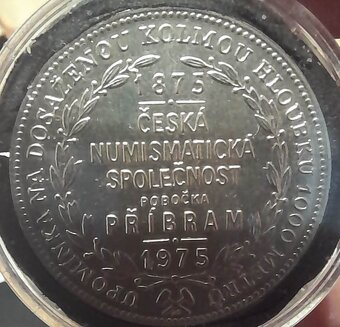 UPOMÍNKA NA DOSAŽENOU KOLMOU HLOUBKU 1000 METRŮ
1875
ČESKÁ
NUMISMATICKÁ
SPOLEČNOST
POBOČKA
PŘÍBRAM
1975